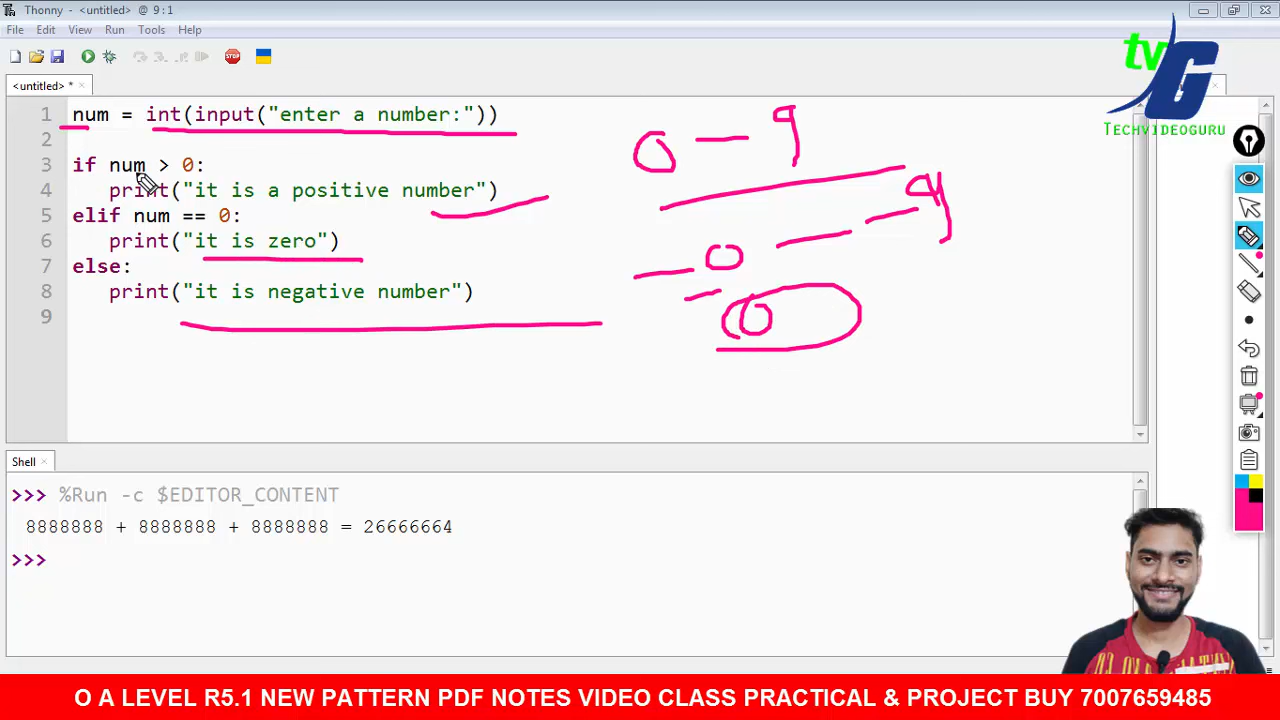 Thonny - <untitled> @ 9:1
File Edit View Run Tools Help
STOP
<untitled> *
tv
G
TECHVIDEOGURU
1 num = int(input("enter a number:"))
2
3 if num > 0:
4 print("it is a positive number")
5 elif num == 0:
6 print("it is zero")
7 else:
8 print("it is negative number")
9
0 — 9
0
9
0
Shell
>>> %Run -c $EDITOR_CONTENT
8888888 + 8888888 + 8888888 = 26666664
>>>
O A LEVEL R5.1 NEW PATTERN PDF NOTES VIDEO CLASS PRACTICAL & PROJECT BUY 7007659485